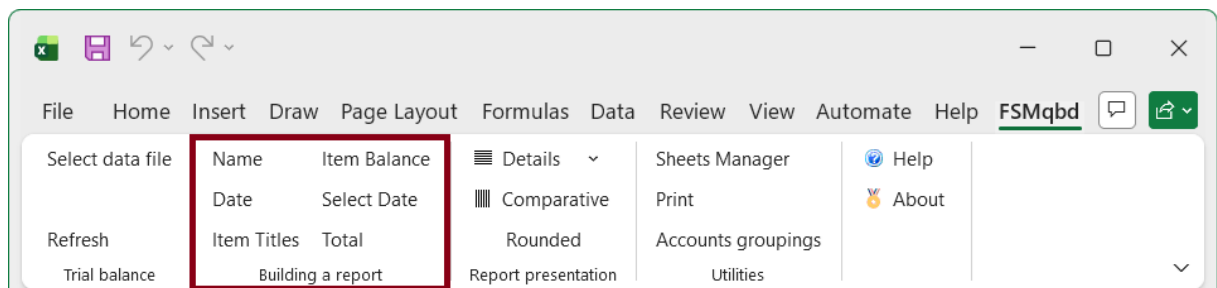 File Home Insert Draw Page Layout Formulas Data Review View Automate Help FSMqbd
Select data file Name Item Balance Details Sheets Manager Help
Date Select Date Comparative Print About
Refresh Item Titles Total Rounded Accounts groupings
Trial balance Building a report Report presentation Utilities